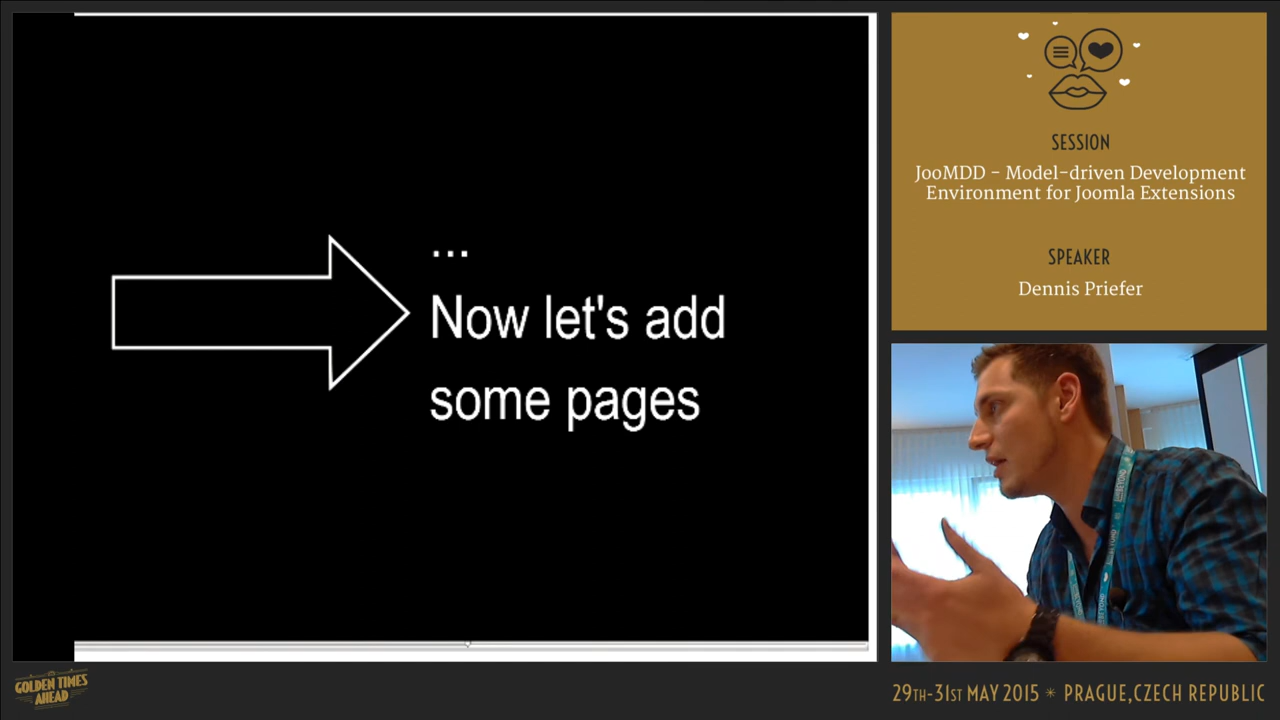 ...
Now let's add
some pages
SESSION
JooMDD - Model-driven Development
Environment for Joomla Extensions
SPEAKER
Dennis Priefer
GOLDEN TIMES
AHEAD
29TH-31ST MAY 2015 * PRAGUE, CZECH REPUBLIC